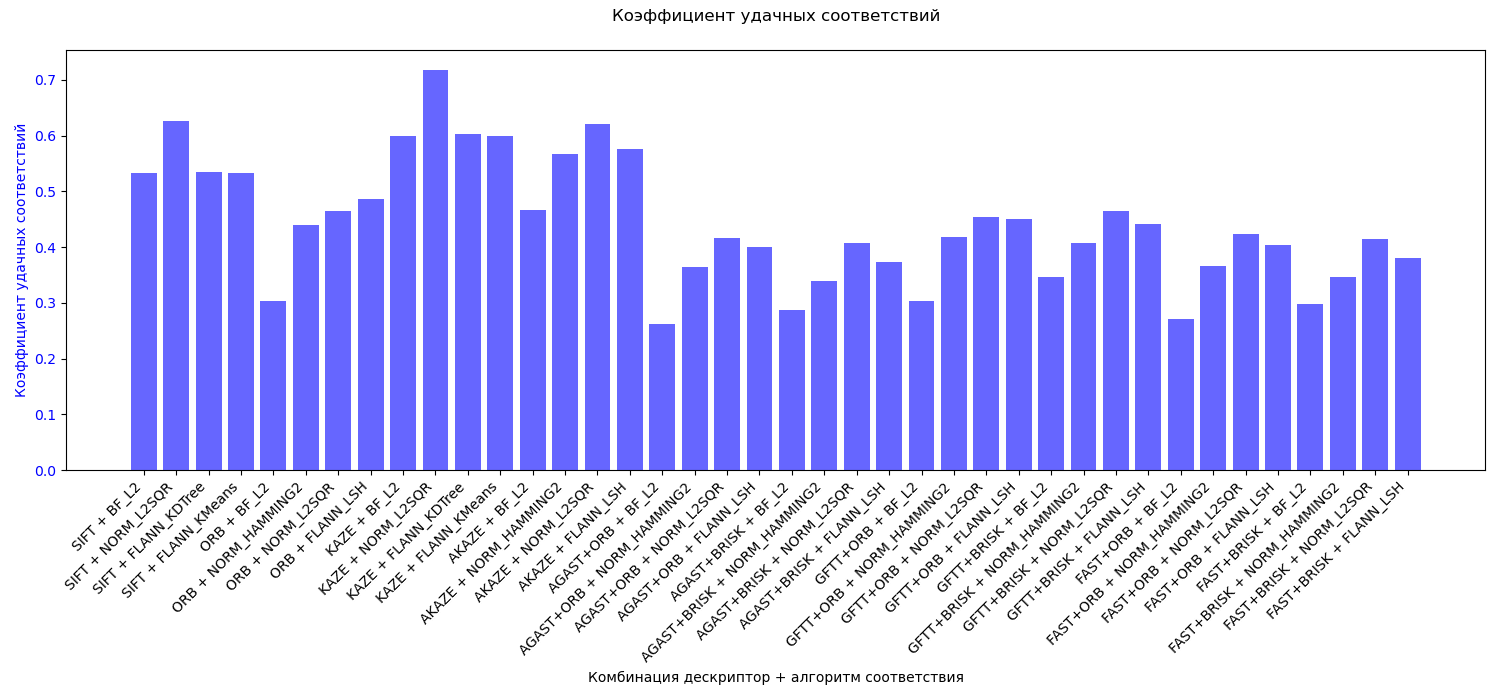 Коэффициент удачных соответствий
Коэффициент удачных соответствий
0.7
0.6
0.5
0.4
0.3
0.2
0.1
0.0
SIFT + BF_L2
SIFT + NORM_L2SQR
SIFT + FLANN_KDTree
SIFT + FLANN_KMeans
ORB + BF_L2
ORB + NORM_HAMMING2
ORB + NORM_L2SQR
ORB + FLANN_LSH
KAZE + BF_L2
KAZE + NORM_L2SQR
KAZE + FLANN_KDTree
KAZE + FLANN_KMeans
AKAZE + BF_L2
AKAZE + NORM_HAMMING2
AKAZE + NORM_L2SQR
AKAZE + FLANN_LSH
AGAST+ORB + BF_L2
AGAST+ORB + NORM_HAMMING2
AGAST+ORB + NORM_L2SQR
AGAST+ORB + FLANN_LSH
AGAST+BRISK + BF_L2
AGAST+BRISK + NORM_HAMMING2
AGAST+BRISK + NORM_L2SQR
AGAST+BRISK + FLANN_LSH
GFTT+ORB + BF_L2
GFTT+ORB + NORM_HAMMING2
GFTT+ORB + NORM_L2SQR
GFTT+ORB + FLANN_LSH
GFTT+BRISK + BF_L2
GFTT+BRISK + NORM_HAMMING2
GFTT+BRISK + NORM_L2SQR
GFTT+BRISK + FLANN_LSH
FAST+ORB + BF_L2
FAST+ORB + NORM_HAMMING2
FAST+ORB + NORM_L2SQR
FAST+ORB + FLANN_LSH
FAST+BRISK + BF_L2
FAST+BRISK + NORM_HAMMING2
FAST+BRISK + NORM_L2SQR
FAST+BRISK + FLANN_LSH
Комбинация дескриптор + алгоритм соответствия